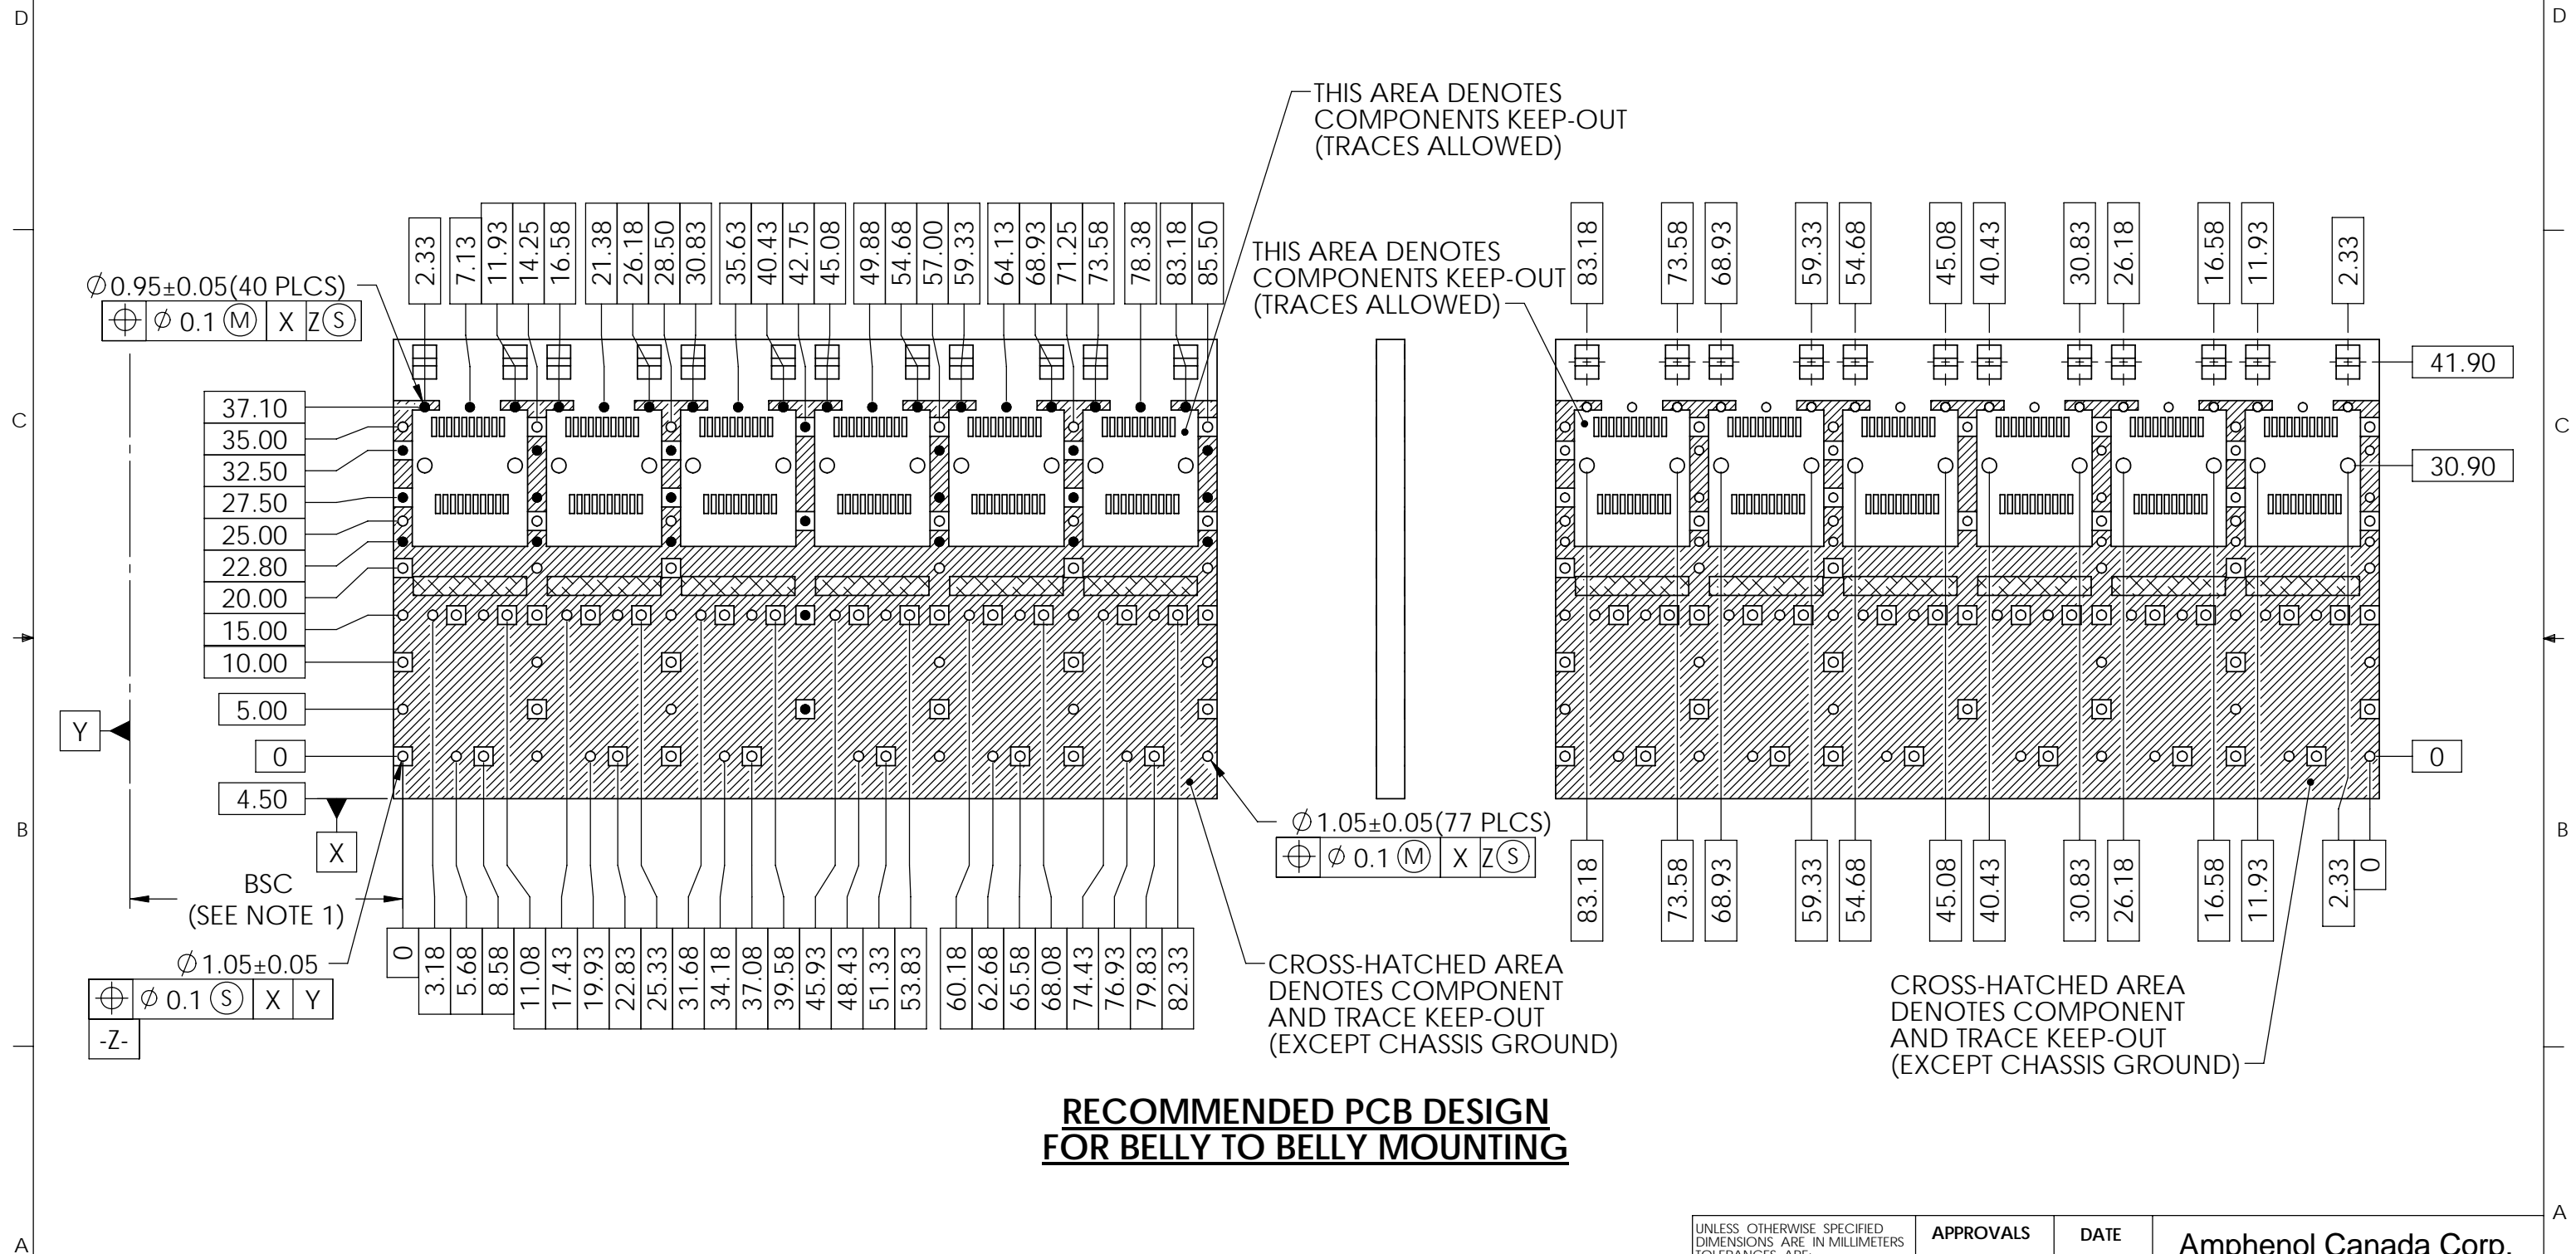 D
D
THIS AREA DENOTES
COMPONENTS KEEP-OUT
(TRACES ALLOWED)
THIS AREA DENOTES
COMPONENTS KEEP-OUT
(TRACES ALLOWED)
2.33
7.13
11.93
14.25
16.58
21.38
26.18
28.50
30.83
35.63
40.43
42.75
45.08
49.88
54.68
57.00
59.33
64.13
68.93
71.25
73.58
78.38
83.18
85.50
83.18
73.58
68.93
59.33
54.68
45.08
40.43
30.83
26.18
16.58
11.93
2.33
Ø0.95±0.05(40 PLCS)
⌖ Ø 0.1 Ⓜ X ZⓈ
41.90
30.90
0
C
C
37.10
35.00
32.50
27.50
25.00
22.80
20.00
15.00
10.00
5.00
0
4.50
Y
X
B
B
BSC
(SEE NOTE 1)
Ø1.05±0.05
⌖ Ø 0.1 Ⓢ X Y
-Z-
Ø1.05±0.05(77 PLCS)
⌖ Ø 0.1 Ⓜ X ZⓈ
0
3.18
5.68
8.58
11.08
17.43
19.93
22.83
25.33
31.68
34.18
37.08
39.58
45.93
48.43
51.33
53.83
60.18
62.68
65.58
68.08
74.43
76.93
79.83
82.33
83.18
73.58
68.93
59.33
54.68
45.08
40.43
30.83
26.18
16.58
11.93
2.33
0
CROSS-HATCHED AREA
DENOTES COMPONENT
AND TRACE KEEP-OUT
(EXCEPT CHASSIS GROUND)
CROSS-HATCHED AREA
DENOTES COMPONENT
AND TRACE KEEP-OUT
(EXCEPT CHASSIS GROUND)
RECOMMENDED PCB DESIGN
FOR BELLY TO BELLY MOUNTING
A
A
UNLESS OTHERWISE SPECIFIED
DIMENSIONS ARE IN MILLIMETERS
TOLERANCES ARE:
APPROVALS
DATE
Amphenol Canada Corp.